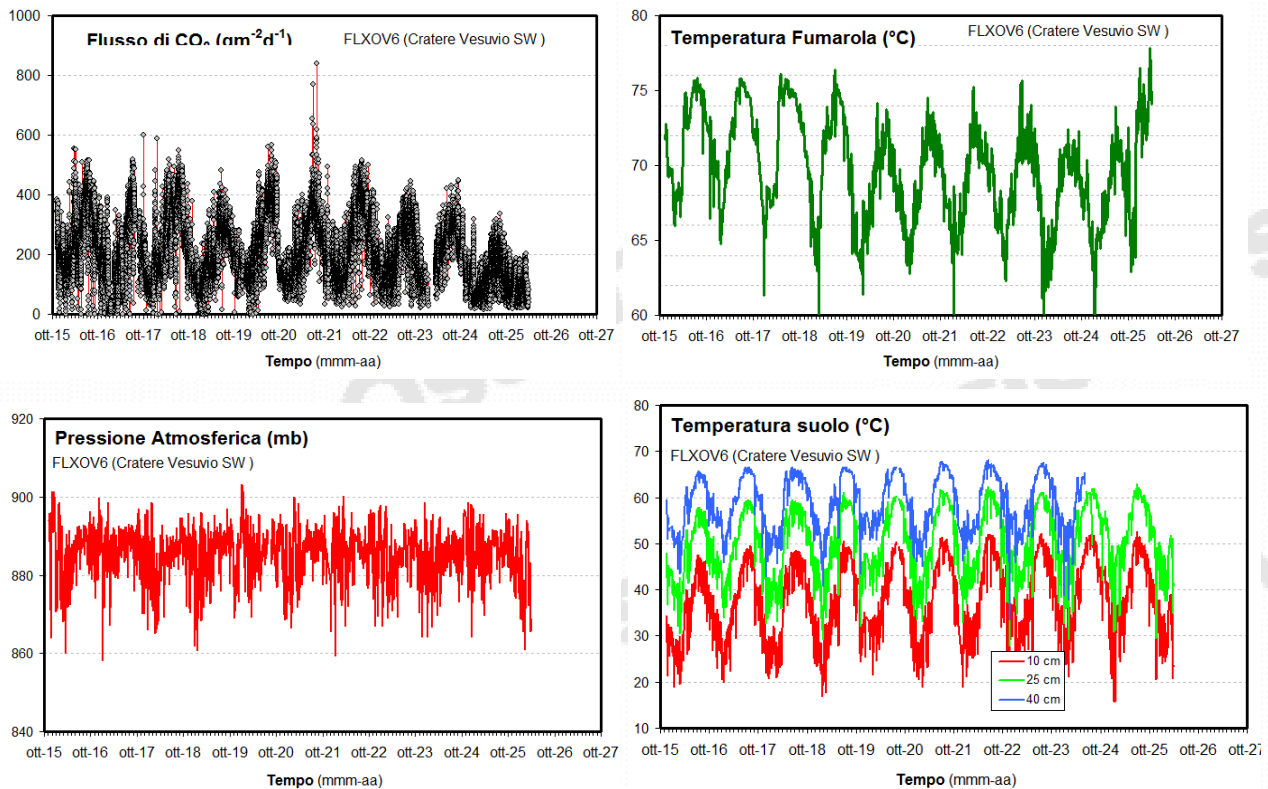 Flusso di CO₂ (gm⁻²d⁻¹) FLXOV6 (Cratere Vesuvio SW )
1000
800
600
400
200
0
ott-15 ott-16 ott-17 ott-18 ott-19 ott-20 ott-21 ott-22 ott-23 ott-24 ott-25 ott-26 ott-27
Tempo (mmm-aa)
Temperatura Fumarola (°C) FLXOV6 (Cratere Vesuvio SW )
80
75
70
65
60
ott-15 ott-16 ott-17 ott-18 ott-19 ott-20 ott-21 ott-22 ott-23 ott-24 ott-25 ott-26 ott-27
Tempo (mmm-aa)
Pressione Atmosferica (mb)
FLXOV6 (Cratere Vesuvio SW )
920
900
880
860
840
ott-15 ott-16 ott-17 ott-18 ott-19 ott-20 ott-21 ott-22 ott-23 ott-24 ott-25 ott-26 ott-27
Tempo (mmm-aa)
Temperatura suolo (°C)
FLXOV6 (Cratere Vesuvio SW )
80
70
60
50
40
30
20
10
10 cm
25 cm
40 cm
ott-15 ott-16 ott-17 ott-18 ott-19 ott-20 ott-21 ott-22 ott-23 ott-24 ott-25 ott-26 ott-27
Tempo (mmm-aa)